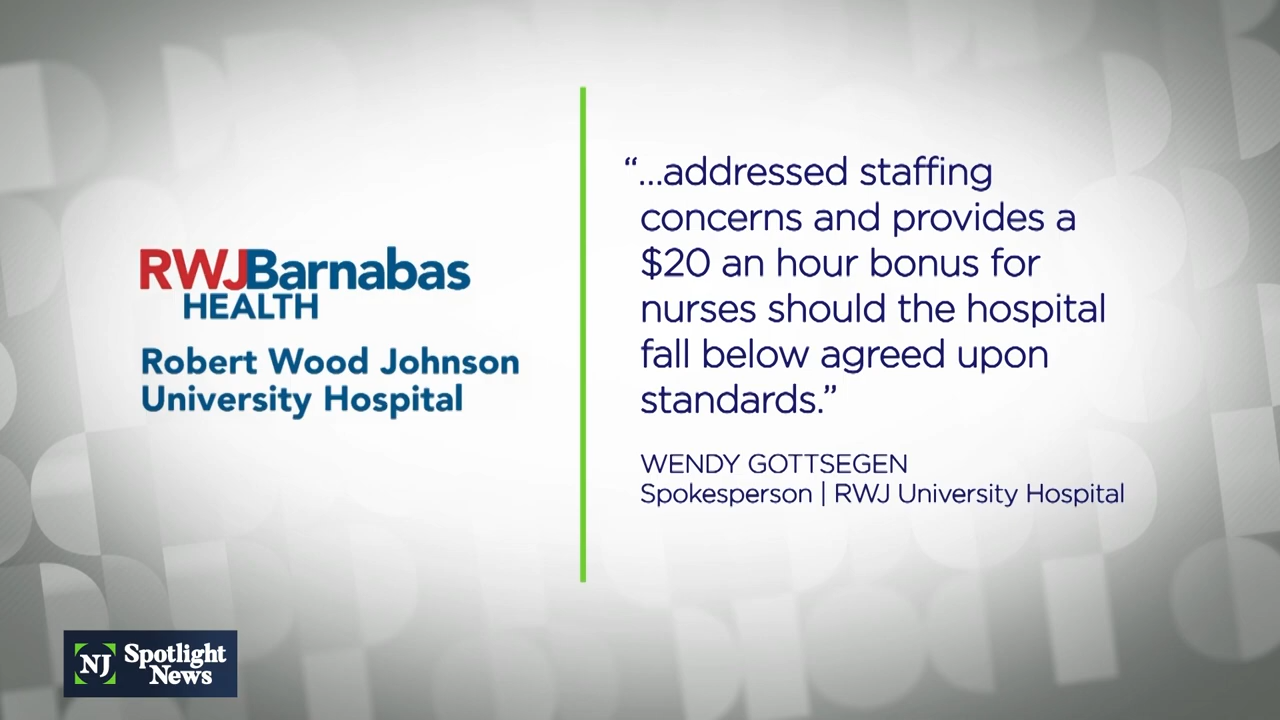 RWJBarnabas
HEALTH
Robert Wood Johnson
University Hospital
“...addressed staffing
concerns and provides a
$20 an hour bonus for
nurses should the hospital
fall below agreed upon
standards.”
WENDY GOTTSEGEN
Spokesperson | RWJ University Hospital
NJ Spotlight
News